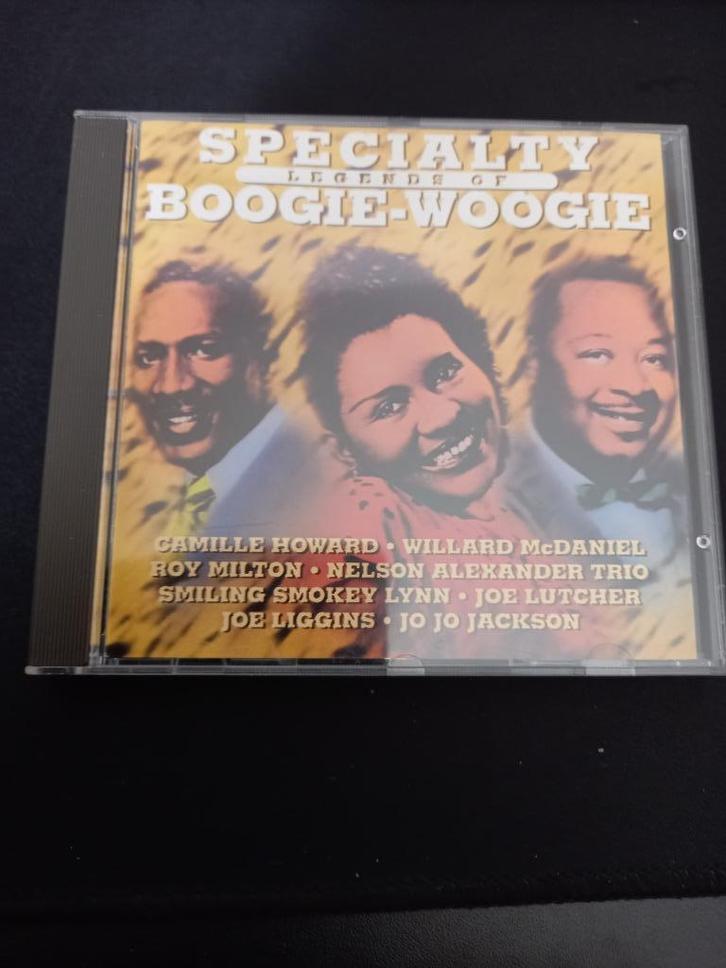 SPECIALTY
LEGENDS OF
BOOGIE-WOOGIE
CAMILLE HOWARD • WILLARD McDANIEL
ROY MILTON • NELSON ALEXANDER TRIO
SMILING SMOKEY LYNN • JOE LUTCHER
JOE LIGGINS • JO JO JACKSON